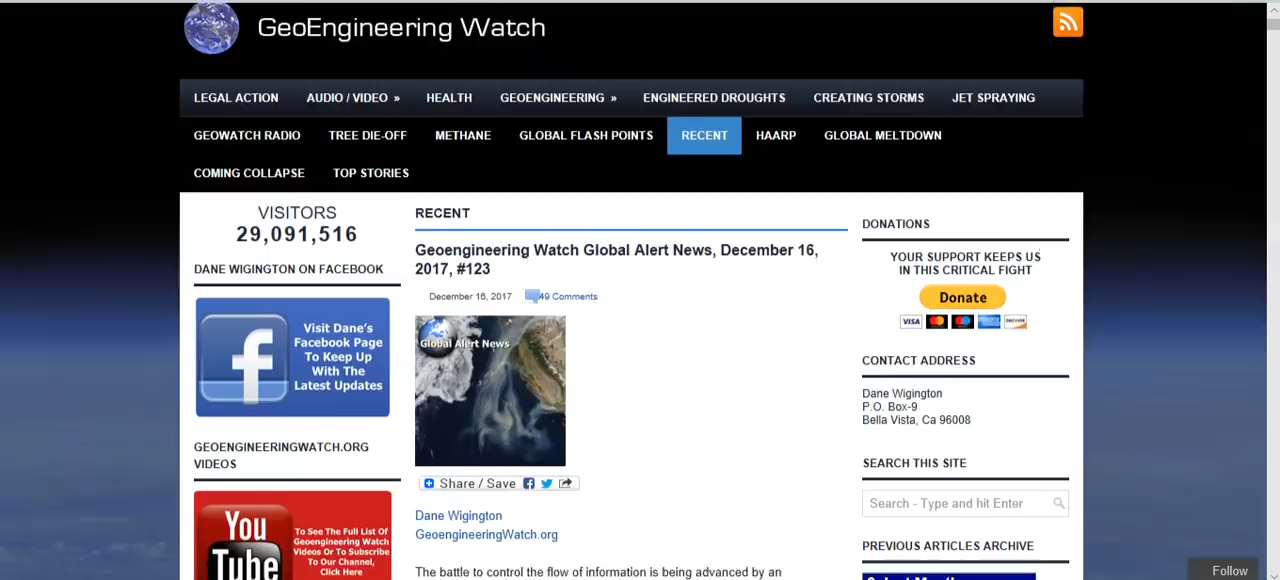 GeoEngineering Watch
LEGAL ACTION AUDIO / VIDEO » HEALTH GEOENGINEERING » ENGINEERED DROUGHTS CREATING STORMS JET SPRAYING
GEOWATCH RADIO TREE DIE-OFF METHANE GLOBAL FLASH POINTS RECENT HAARP GLOBAL MELTDOWN
COMING COLLAPSE TOP STORIES
VISITORS
29,091,516
DANE WIGINGTON ON FACEBOOK
Visit Dane's
Facebook Page
To Keep Up
With The
Latest Updates
GEOENGINEERINGWATCH.ORG
VIDEOS
You
Tube
To See The Full List Of
Geoengineering Watch
Videos Or To Subscribe
To Our Channel,
Click Here
RECENT
Geoengineering Watch Global Alert News, December 16,
2017, #123
December 16, 2017 49 Comments
Global Alert News
Share / Save
Dane Wigington
GeoengineeringWatch.org
The battle to control the flow of information is being advanced by an
DONATIONS
YOUR SUPPORT KEEPS US
IN THIS CRITICAL FIGHT
Donate
VISA
CONTACT ADDRESS
Dane Wigington
P.O. Box-9
Bella Vista, Ca 96008
SEARCH THIS SITE
Search - Type and hit Enter
PREVIOUS ARTICLES ARCHIVE
Select Month
Follow